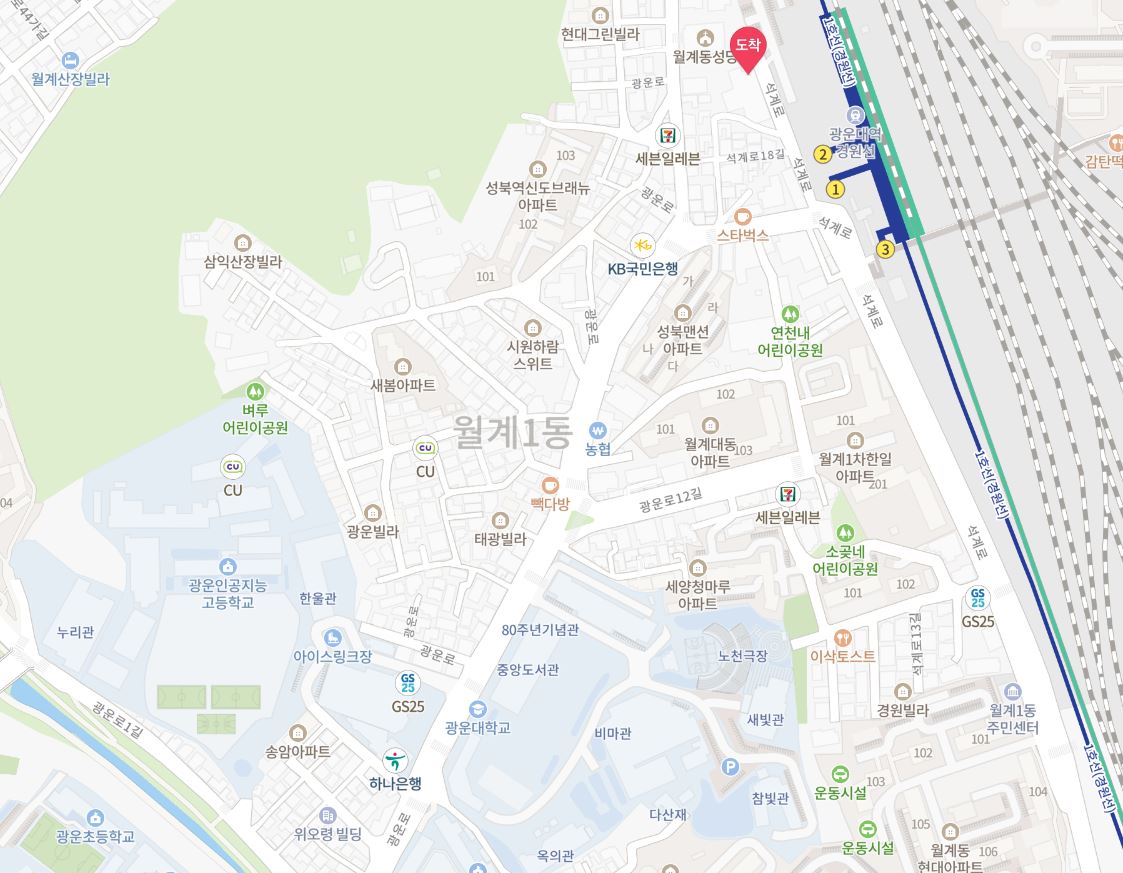 로44가길
월계산장빌라
현대그린빌라
월계동성당
도착
1호선(경원선)
광운로
석계로
광운대역
경원선
2
1
3
감탄떡
103
세븐일레븐
석계로18길
석계로
성북역신도브래뉴
아파트
102
광운로
스타벅스
석계로
삼익산장빌라
KB국민은행
101
가
라
석계로
시원하람
스위트
광운로
성북맨션
아파트
나
다
연천내
어린이공원
새봄아파트
벼루
어린이공원
102
월계1동
농협
101
월계대동
아파트
103
101
월계1차한일
아파트
201
CU
CU
1호선(경원선)
빽다방
광운로12길
세븐일레븐
04
광운빌라
태광빌라
석계로
소곶네
어린이공원
광운인공지능
고등학교
한울관
세양청마루
아파트
102
101
GS25
GS25
누리관
광운로
80주년기념관
아이스링크장
광운로
노천극장
이삭토스트
석계로13길
중앙도서관
GS25
GS25
경원빌라
월계1동
주민센터
광운로1길
광운대학교
비마관
새빛관
송암아파트
102
101
1호선(경원선)
하나은행
P
운동시설
103
104
참빛관
다산재
위오령 빌딩
광운초등학교
광운로
105
운동시설
월계동
현대아파트
106
옥의관